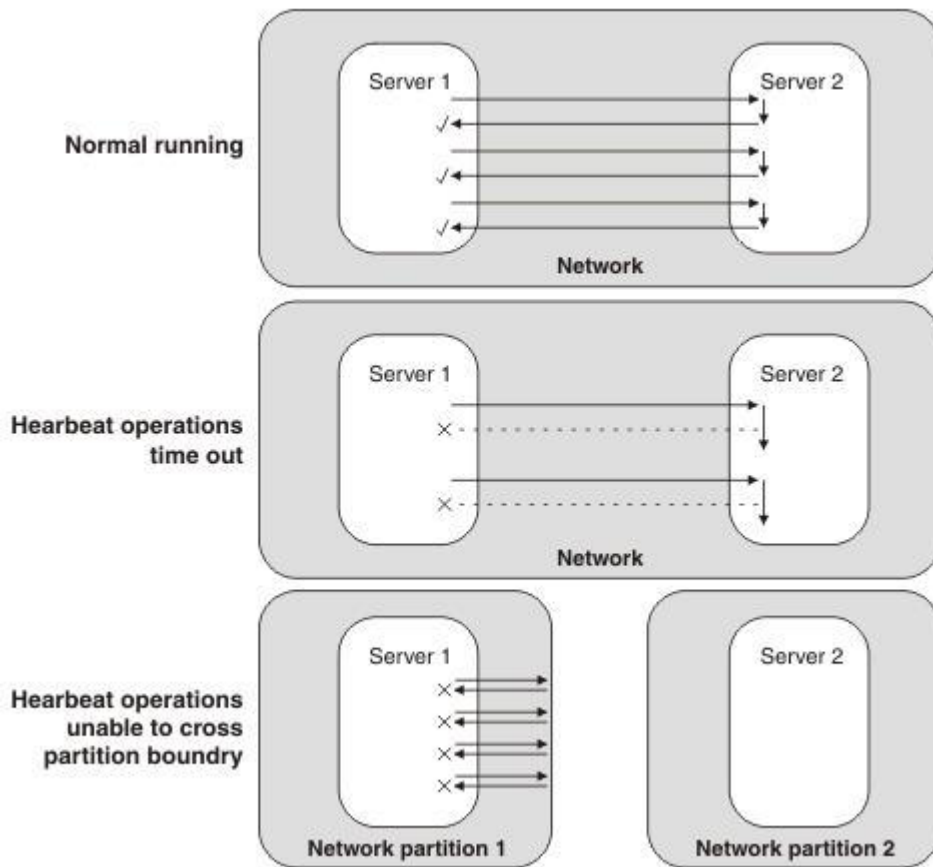 Normal running
Server 1
Server 2
Network
Hearbeat operations
time out
Server 1
Server 2
Network
Hearbeat operations
unable to cross
partition boundry
Server 1
Server 2
Network partition 1
Network partition 2